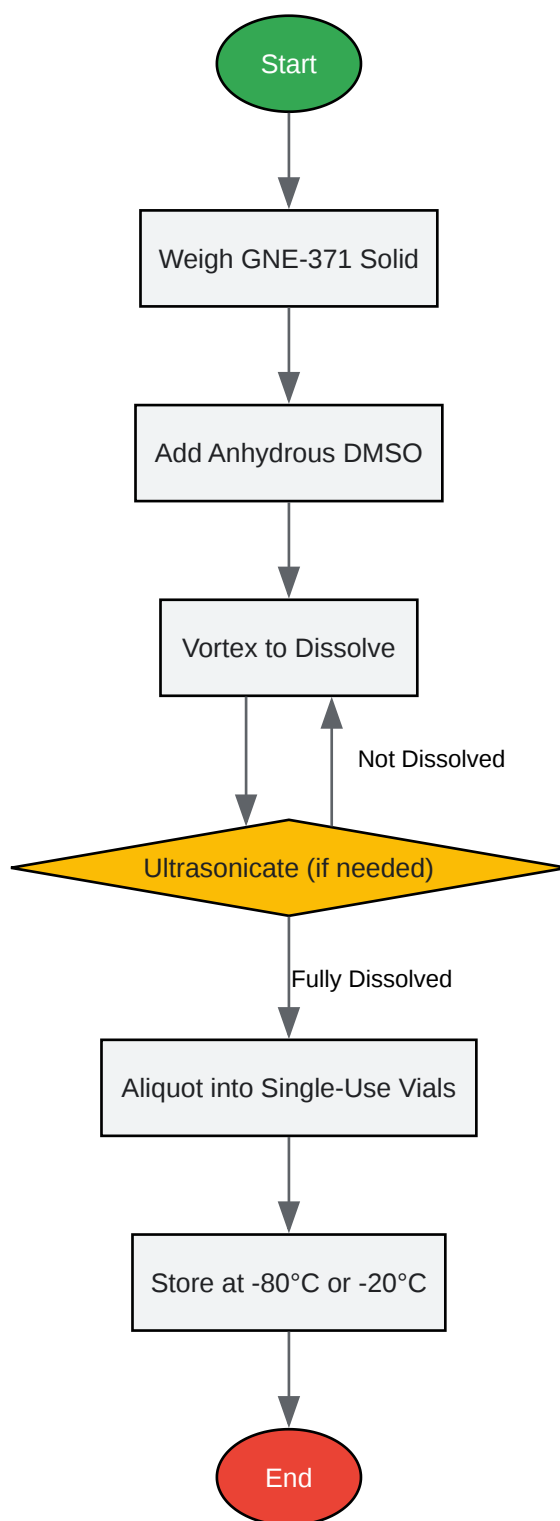 Start
Weigh GNE-371 Solid
Add Anhydrous DMSO
Vortex to Dissolve
Not Dissolved
Ultrasonicate (if needed)
Fully Dissolved
Aliquot into Single-Use Vials
Store at -80°C or -20°C
End